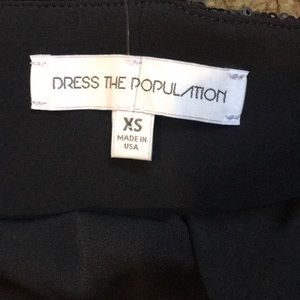 DRESS THE POPULATION
XS
MADE IN
USA